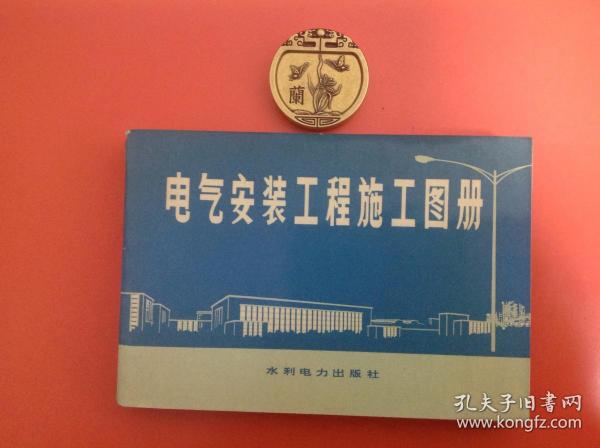 蘭
电气安装工程施工图册
水利电力出版社
孔夫子旧书网
www.kongfz.com